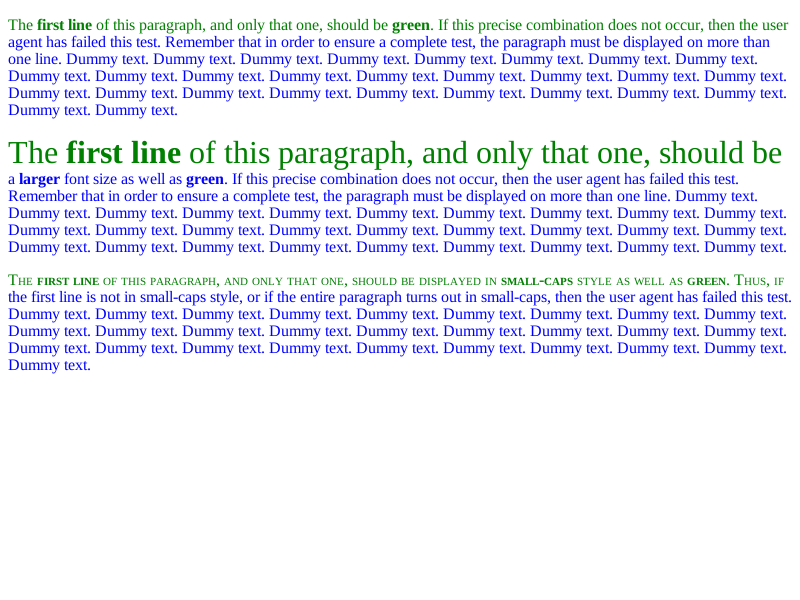 The first line of this paragraph, and only that one, should be green. If this precise combination does not occur, then the user
agent has failed this test. Remember that in order to ensure a complete test, the paragraph must be displayed on more than
one line. Dummy text. Dummy text. Dummy text. Dummy text. Dummy text. Dummy text. Dummy text. Dummy text.
Dummy text. Dummy text. Dummy text. Dummy text. Dummy text. Dummy text. Dummy text. Dummy text. Dummy text.
Dummy text. Dummy text. Dummy text. Dummy text. Dummy text. Dummy text. Dummy text. Dummy text. Dummy text.
Dummy text. Dummy text.
The first line of this paragraph, and only that one, should be
a larger font size as well as green. If this precise combination does not occur, then the user agent has failed this test.
Remember that in order to ensure a complete test, the paragraph must be displayed on more than one line. Dummy text.
Dummy text. Dummy text. Dummy text. Dummy text. Dummy text. Dummy text. Dummy text. Dummy text. Dummy text.
Dummy text. Dummy text. Dummy text. Dummy text. Dummy text. Dummy text. Dummy text. Dummy text. Dummy text.
Dummy text. Dummy text. Dummy text. Dummy text. Dummy text. Dummy text. Dummy text. Dummy text. Dummy text.
The first line of this paragraph, and only that one, should be displayed in small-caps style as well as green. Thus, if
the first line is not in small-caps style, or if the entire paragraph turns out in small-caps, then the user agent has failed this test.
Dummy text. Dummy text. Dummy text. Dummy text. Dummy text. Dummy text. Dummy text. Dummy text. Dummy text.
Dummy text. Dummy text. Dummy text. Dummy text. Dummy text. Dummy text. Dummy text. Dummy text. Dummy text.
Dummy text. Dummy text. Dummy text. Dummy text. Dummy text. Dummy text. Dummy text. Dummy text. Dummy text.
Dummy text.